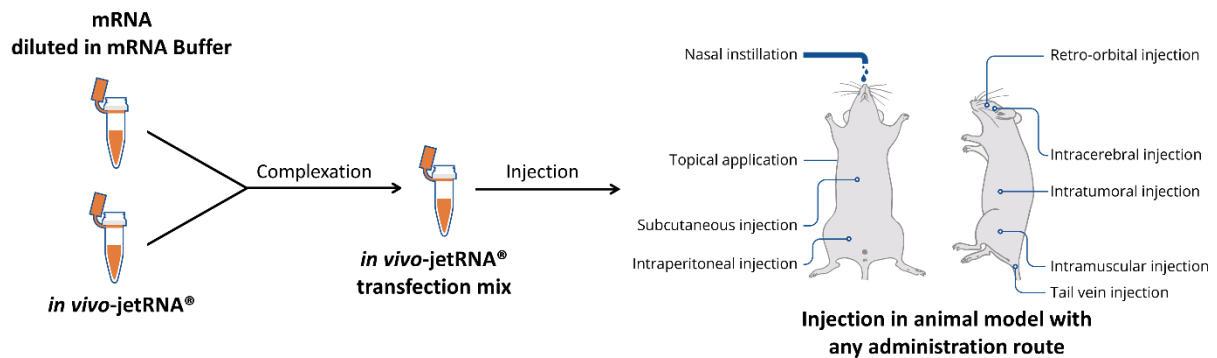 mRNA
diluted in mRNA Buffer
in vivo-jetRNA®
Complexation
in vivo-jetRNA®
transfection mix
Injection
Nasal instillation
Topical application
Subcutaneous injection
Intraperitoneal injection
Retro-orbital injection
Intracerebral injection
Intratumoral injection
Intramuscular injection
Tail vein injection
Injection in animal model with
any administration route